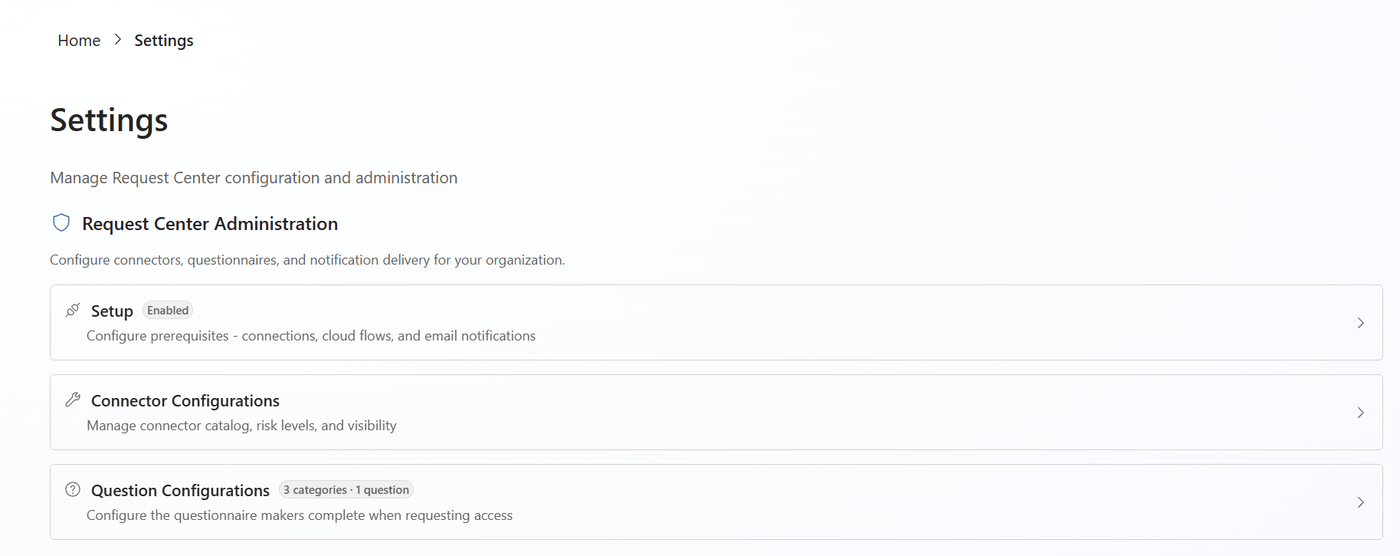 Home > Settings
Settings
Manage Request Center configuration and administration
Request Center Administration
Configure connectors, questionnaires, and notification delivery for your organization.
Setup Enabled
Configure prerequisites - connections, cloud flows, and email notifications
Connector Configurations
Manage connector catalog, risk levels, and visibility
Question Configurations 3 categories · 1 question
Configure the questionnaire makers complete when requesting access